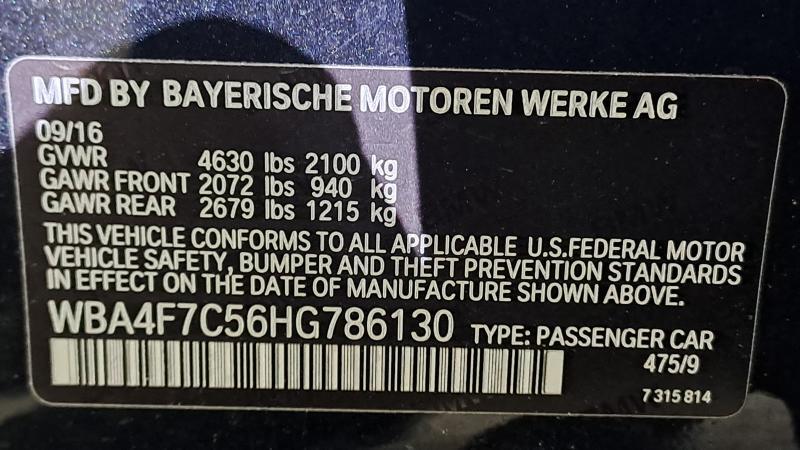 MFD BY BAYERISCHE MOTOREN WERKE AG
09/16
GVWR 4630 lbs 2100 kg
GAWR FRONT 2072 lbs 940 kg
GAWR REAR 2679 lbs 1215 kg
THIS VEHICLE CONFORMS TO ALL APPLICABLE U.S.FEDERAL MOTOR
VEHICLE SAFETY, BUMPER AND THEFT PREVENTION STANDARDS
IN EFFECT ON THE DATE OF MANUFACTURE SHOWN ABOVE.
WBA4F7C56HG786130 TYPE: PASSENGER CAR
475/9
7 315 814